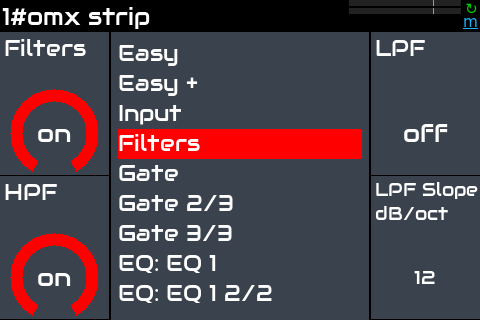 1#omx strip
m
Filters
on
HPF
on
Easy
Easy +
Input
Filters
Gate
Gate 2/3
Gate 3/3
EQ: EQ 1
EQ: EQ 1 2/2
LPF
off
LPF Slope
dB/oct
12